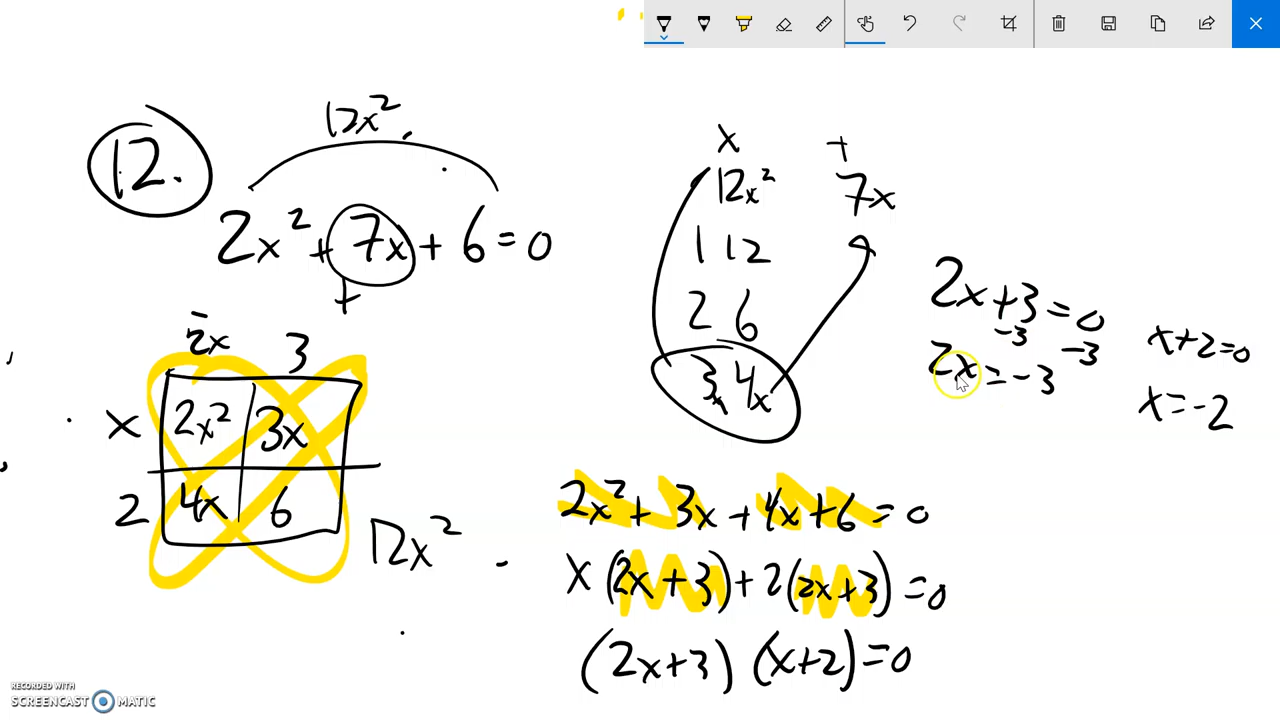 12.
12x²
2x² + 7x + 6 = 0
+
x +
12x² 7x
1 12
2 6
3x 4x
2x 3
x 2x² 3x
2 4x 6
12x²
2x + 3 = 0
-3 -3
2x = -3
x + 2 = 0
x = -2
2x² + 3x + 4x + 6 = 0
x (2x + 3) + 2 (2x + 3) = 0
(2x + 3) (x + 2) = 0
RECORDED WITH
SCREENCAST MATIC